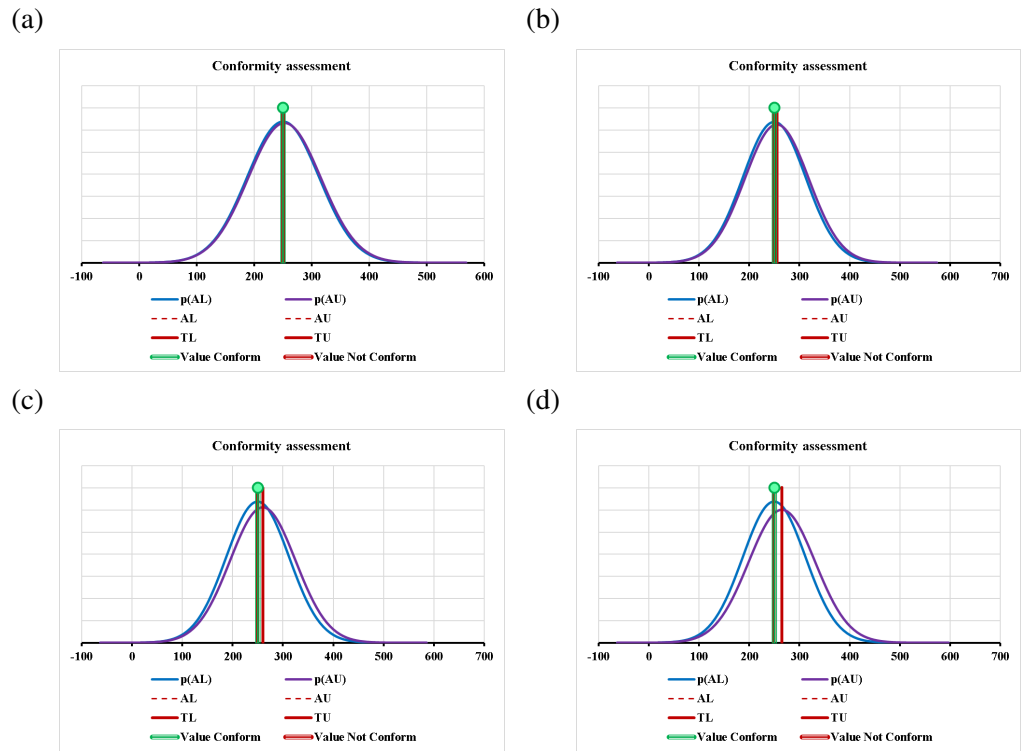 (a)
(b)
Conformity assessment
Conformity assessment
-100 0 100 200 300 400 500 600
-100 0 100 200 300 400 500 600 700
p(AL) p(AU)
AL AU
TL TU
Value Conform Value Not Conform
p(AL) p(AU)
AL AU
TL TU
Value Conform Value Not Conform
(c)
(d)
Conformity assessment
Conformity assessment
-100 0 100 200 300 400 500 600 700
-100 0 100 200 300 400 500 600 700
p(AL) p(AU)
AL AU
TL TU
Value Conform Value Not Conform
p(AL) p(AU)
AL AU
TL TU
Value Conform Value Not Conform